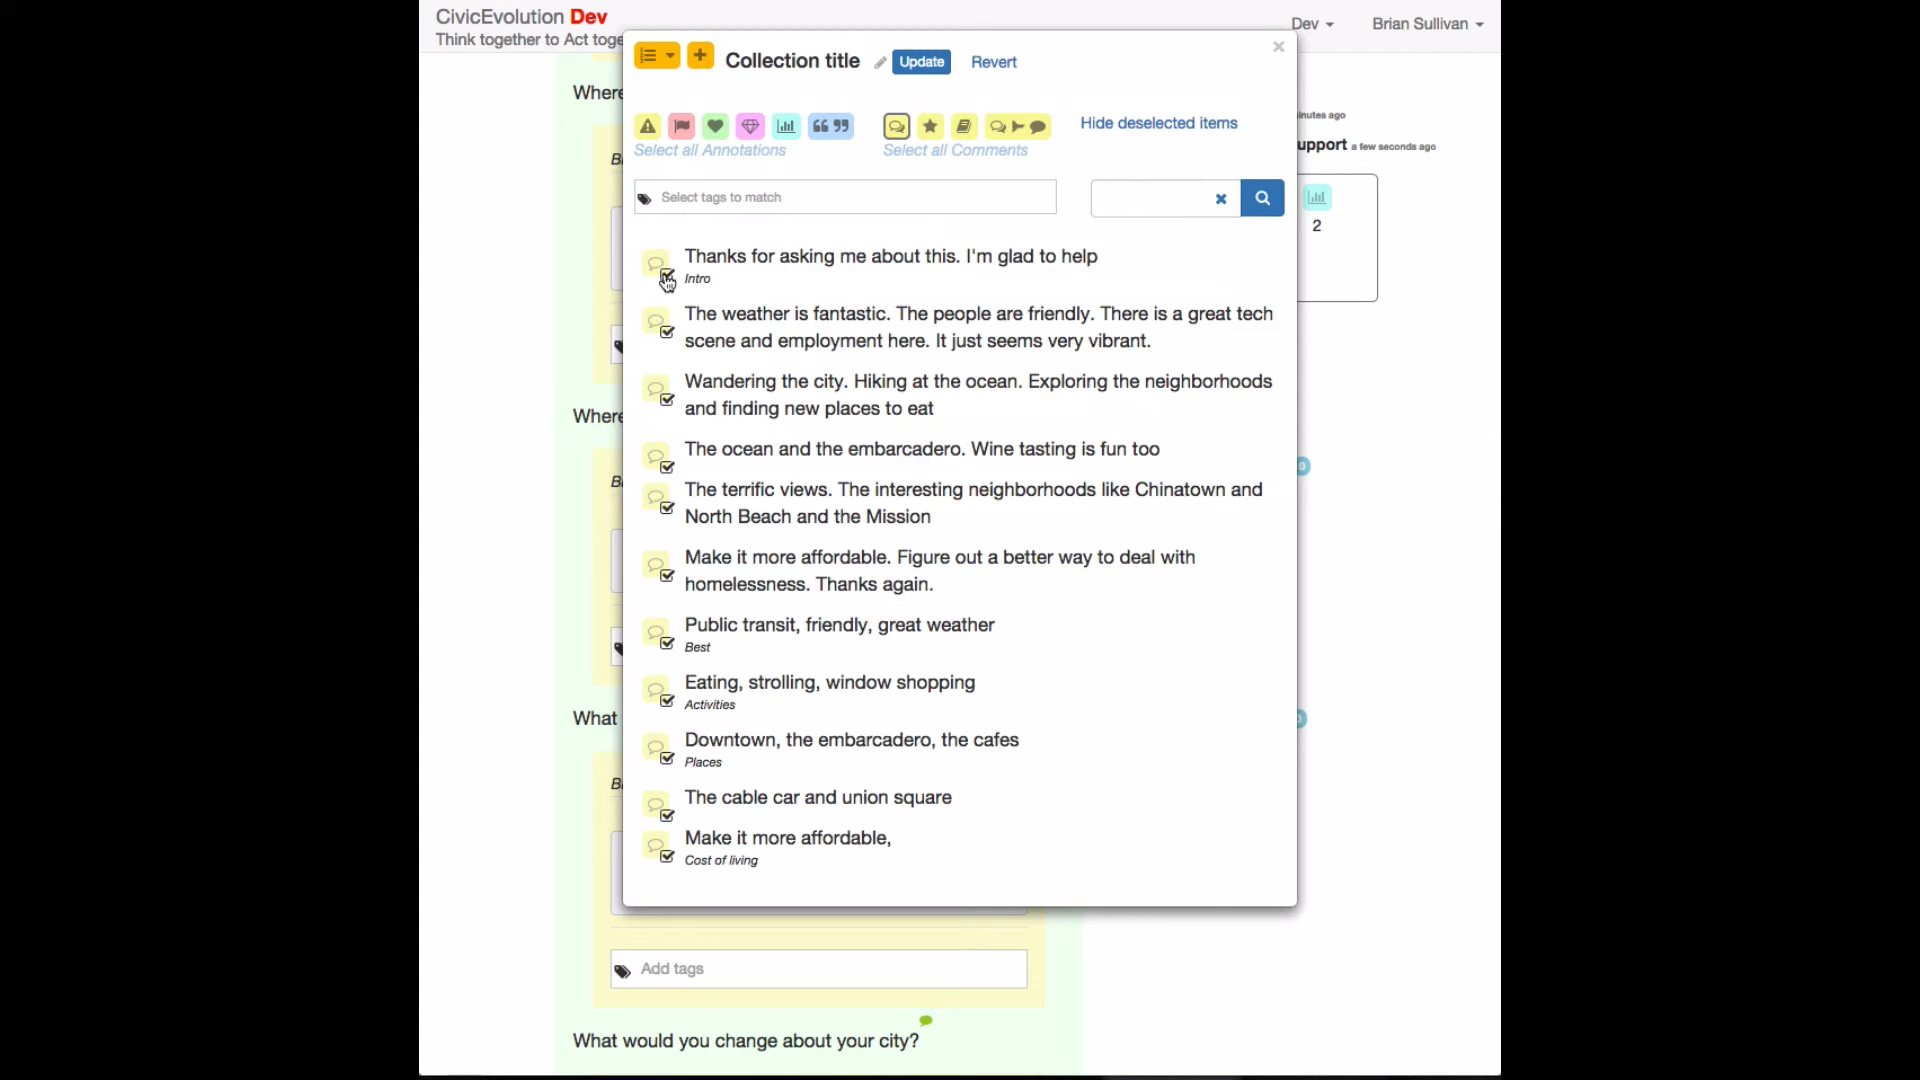 CivicEvolution Dev
Think together to Act toge
Dev
Brian Sullivan
Collection title
Update
Revert
Select all Annotations
Select all Comments
Hide deselected items
Select tags to match
Thanks for asking me about this. I'm glad to help
Intro
The weather is fantastic. The people are friendly. There is a great tech
scene and employment here. It just seems very vibrant.
Wandering the city. Hiking at the ocean. Exploring the neighborhoods
and finding new places to eat
The ocean and the embarcadero. Wine tasting is fun too
The terrific views. The interesting neighborhoods like Chinatown and
North Beach and the Mission
Make it more affordable. Figure out a better way to deal with
homelessness. Thanks again.
Public transit, friendly, great weather
Best
Eating, strolling, window shopping
Activities
Downtown, the embarcadero, the cafes
Places
The cable car and union square
Make it more affordable,
Cost of living
Where
Where
What
inutes ago
upport a few seconds ago
2
0
Add tags
What would you change about your city?